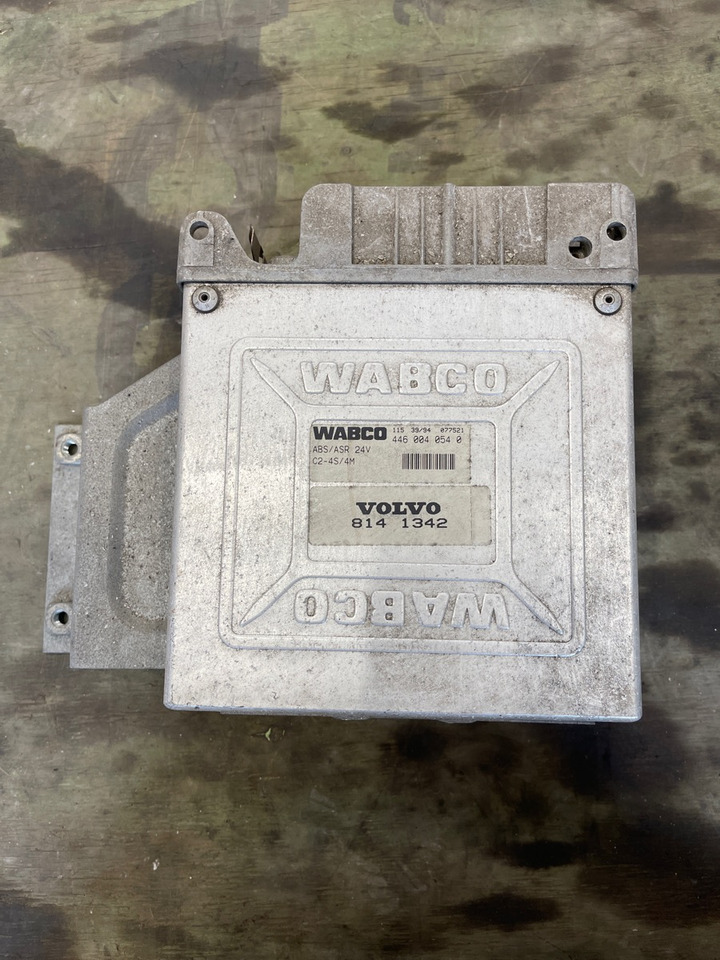 WABCO
WABCO 115 39/94 077521
446 004 054 0
ABS/ASR 24V
C2-4S/4M
VOLVO
814 1342
WABCO